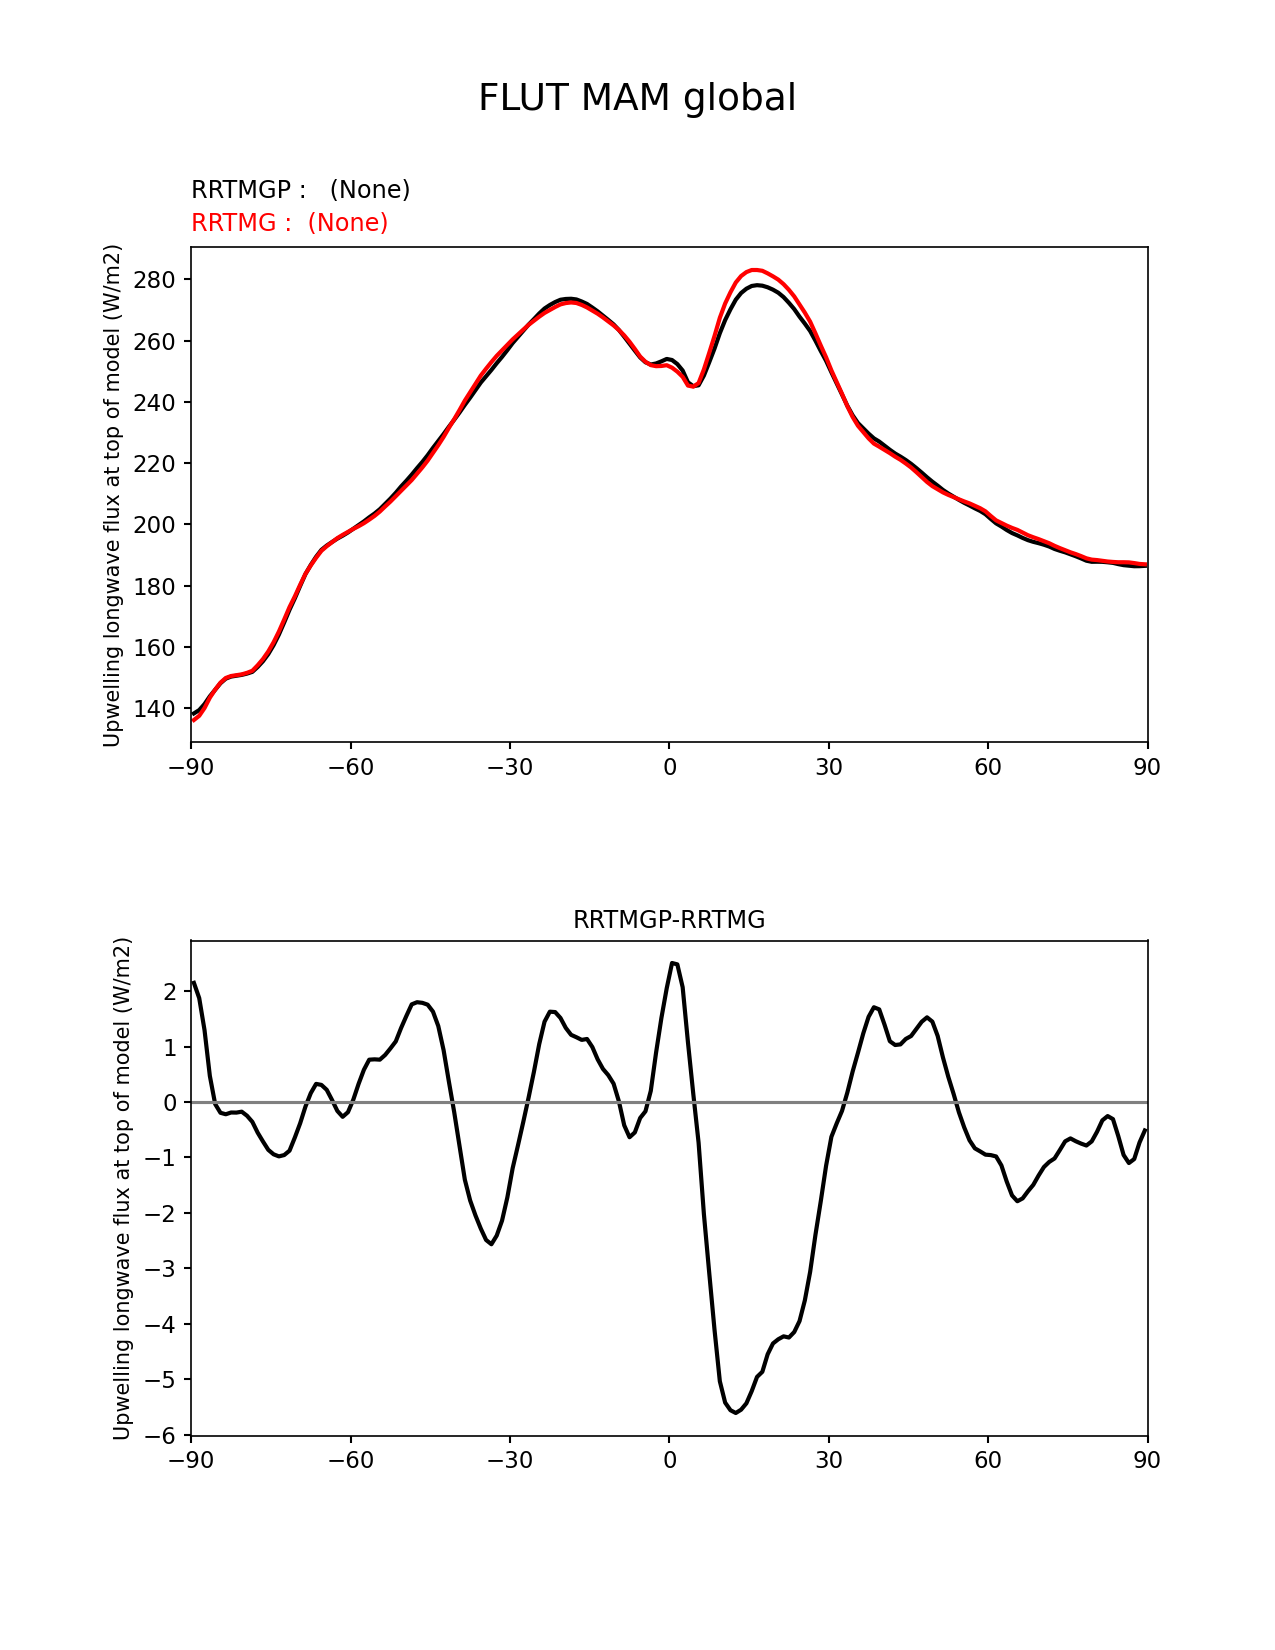 FLUT MAM global
RRTMGP :   (None)
RRTMG :  (None)
Upwelling longwave flux at top of model (W/m2)
280
260
240
220
200
180
160
140
−90 −60 −30 0 30 60 90
RRTMGP-RRTMG
Upwelling longwave flux at top of model (W/m2)
2
1
0
−1
−2
−3
−4
−5
−6
−90 −60 −30 0 30 60 90